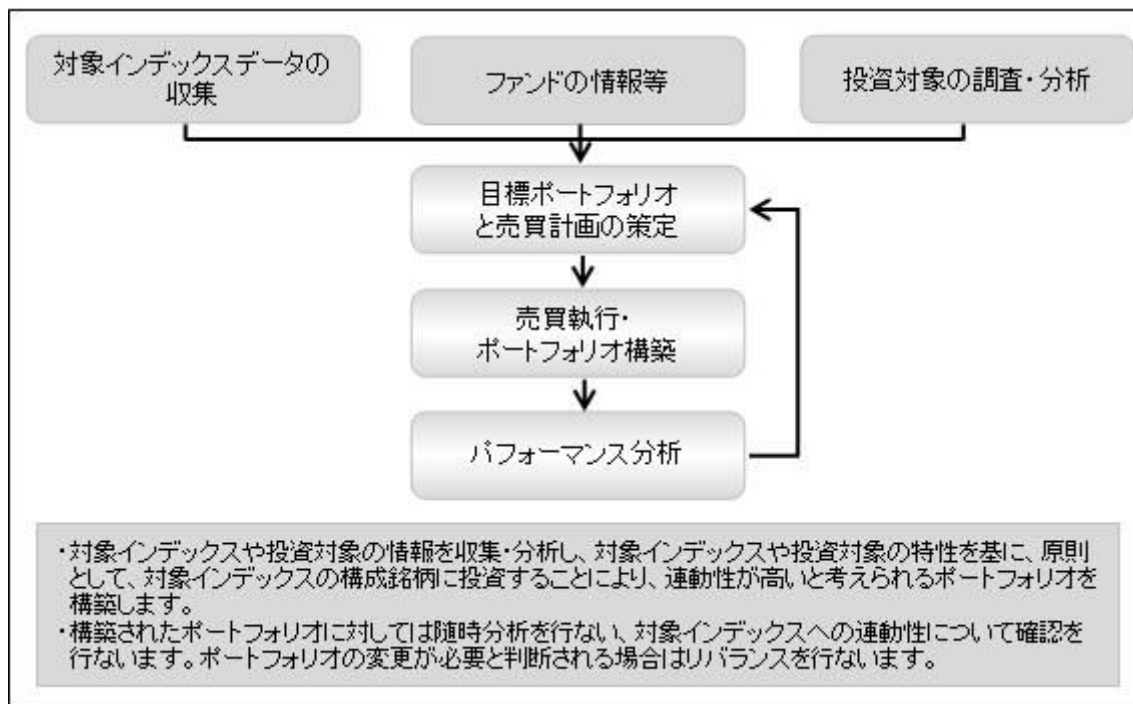 対象インデックスデータの
収集
ファンドの情報等
投資対象の調査・分析
目標ポートフォリオ
と売買計画の策定
売買執行・
ポートフォリオ構築
パフォーマンス分析
・対象インデックスや投資対象の情報を収集・分析し、対象インデックスや投資対象の特性を基に、原則
として、対象インデックスの構成銘柄に投資することにより、連動性が高いと考えられるポートフォリオを
構築します。
・構築されたポートフォリオに対しては随時分析を行ない、対象インデックスへの連動性について確認を
行ないます。ポートフォリオの変更が必要と判断される場合はリバランスを行ないます。